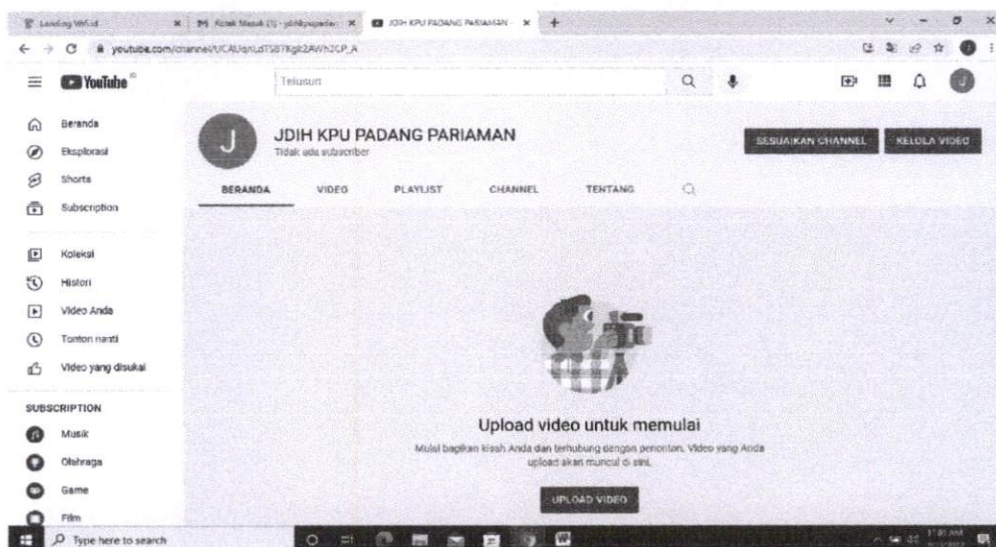 Landing Wifi.id
JDIH KPU PADANG PARIAMAN
youtube.com/channel/
YouTube ID
Telusuri
J
Beranda
Eksplorasi
Shorts
Subscription
Koleksi
Histori
Video Anda
Tonton nanti
Video yang disukai
SUBSCRIPTION
Musik
Olahraga
Game
Film
J
JDIH KPU PADANG PARIAMAN
Tidak ada subscriber
SESUAIKAN CHANNEL
KELOLA VIDEO
BERANDA VIDEO PLAYLIST CHANNEL TENTANG
Upload video untuk memulai
Mulai bagikan kisah Anda dan terhubung dengan penonton. Video yang Anda
upload akan muncul di sini.
UPLOAD VIDEO
Type here to search